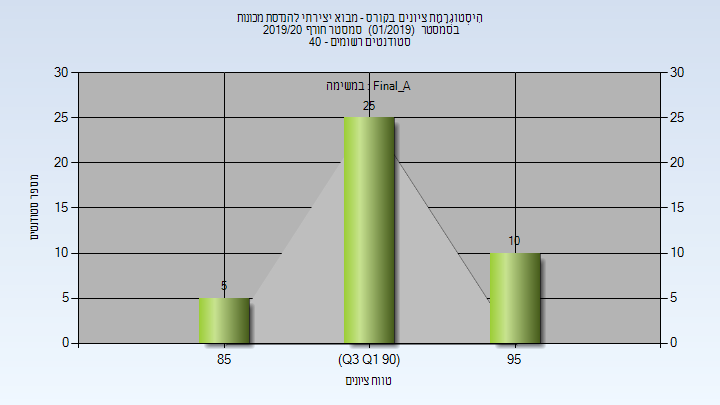 היסטוגרמת ציונים בקורס - מבוא יצירתי להנדסת מכונות
בסמסטר (01/2019) סמסטר חורף 2019/20
סטודנטים רשומים - 40
במשימה : Final_A
מספר סטודנטים
30 30
25 25
20 20
15 15
10 10
5 5
0 0
5
25
10
85 (Q3 Q1 90) 95
טווח ציונים